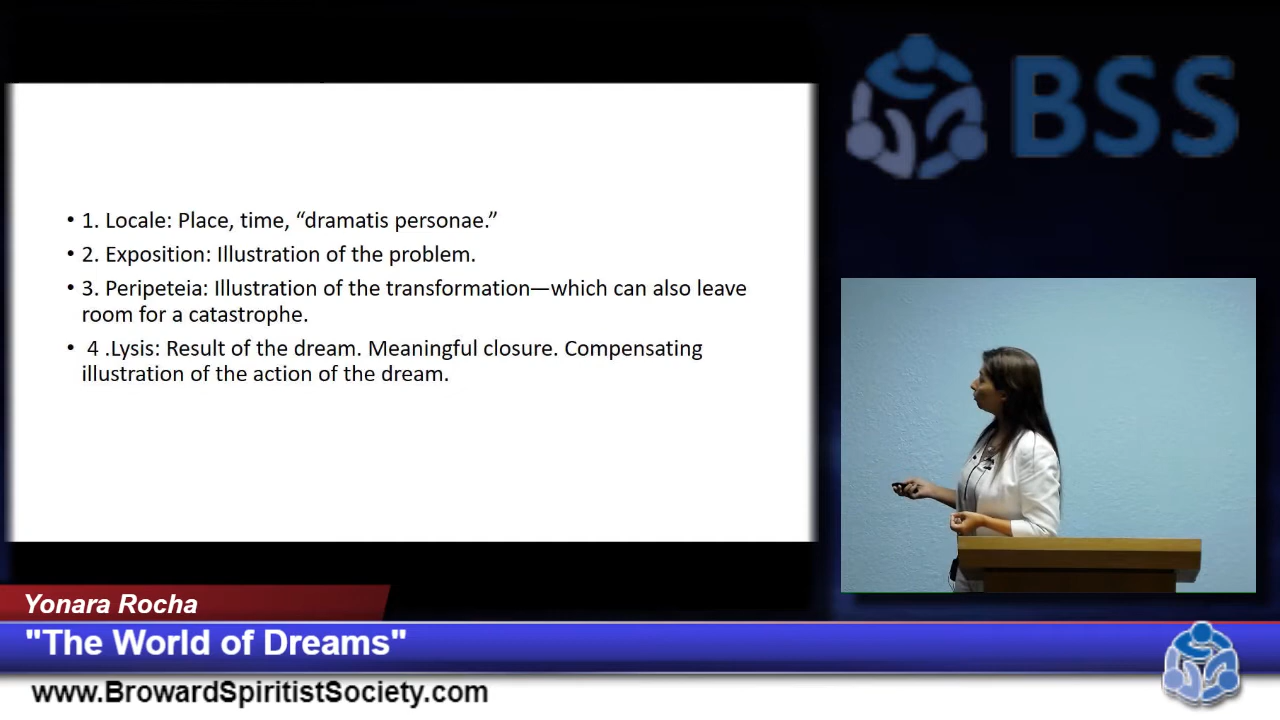 • 1. Locale: Place, time, “dramatis personae.”
• 2. Exposition: Illustration of the problem.
• 3. Peripeteia: Illustration of the transformation—which can also leave
room for a catastrophe.
• 4 .Lysis: Result of the dream. Meaningful closure. Compensating
illustration of the action of the dream.
BSS
Yonara Rocha
"The World of Dreams"
www.BrowardSpiritistSociety.com